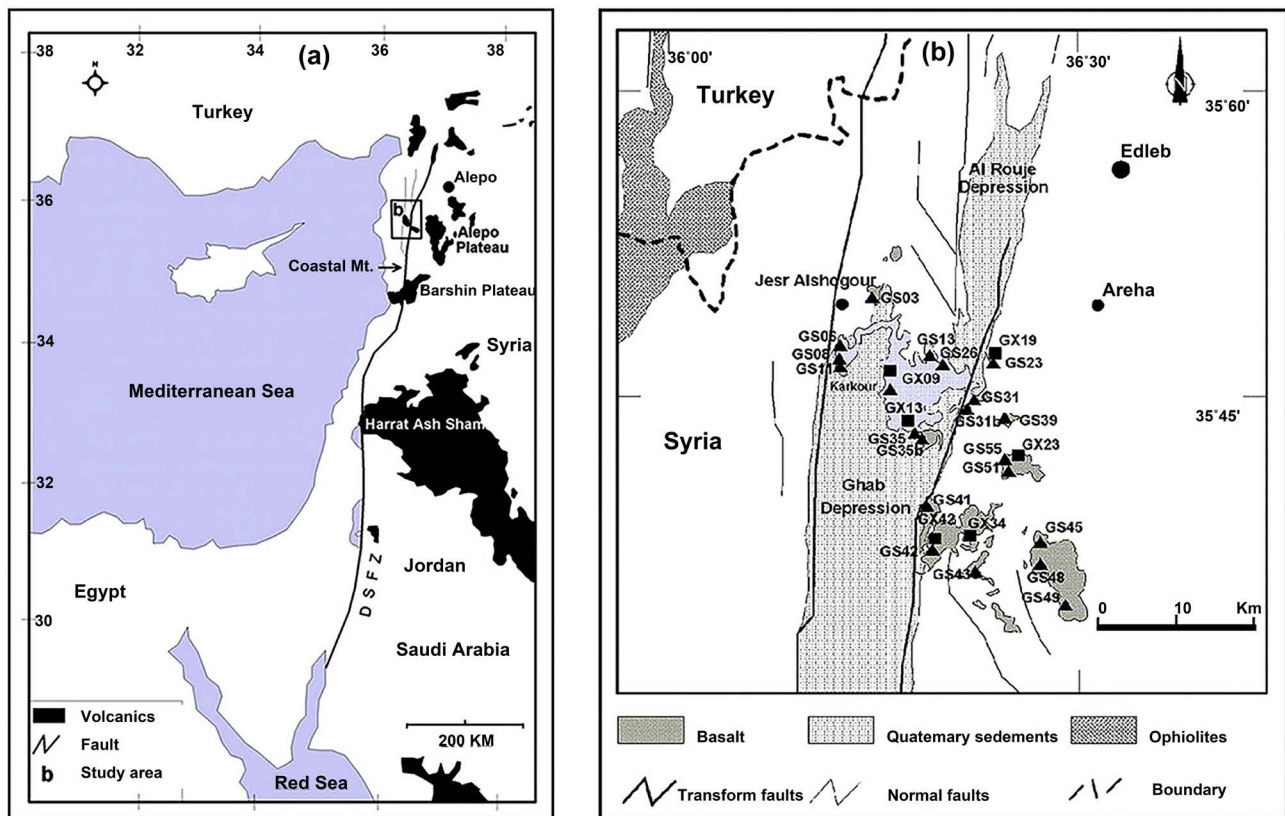 32
34
36
38
(a)
38
36
34
32
30
Turkey
Alepo
b
Alepo
Plateau
Coastal Mt.
Barshin Plateau
Syria
Mediterranean Sea
Harrat Ash Sham
Jordan
DSFZ
Egypt
Saudi Arabia
Volcanics
Fault
b Study area
200 KM
Red Sea
36°00'
(b)
36°30'
35°60'
N
Turkey
Edleb
Al Rouje
Depression
Jesr Alshogour
GS03
Areha
GS06
GS13
GX19
GS08
GS26
GS23
GS11
GX09
Karkour
GS31
35°45'
GX13
GS31b
GS39
GS35
GX23
GS35b
GS55
GS51
Syria
Ghab
Depression
GS41
GX42
GX34
GS45
GS42
GS43
GS48
GS49
0 10 Km
Basalt
Quatemary sedements
Ophiolites
Transform faults
Normal faults
Boundary